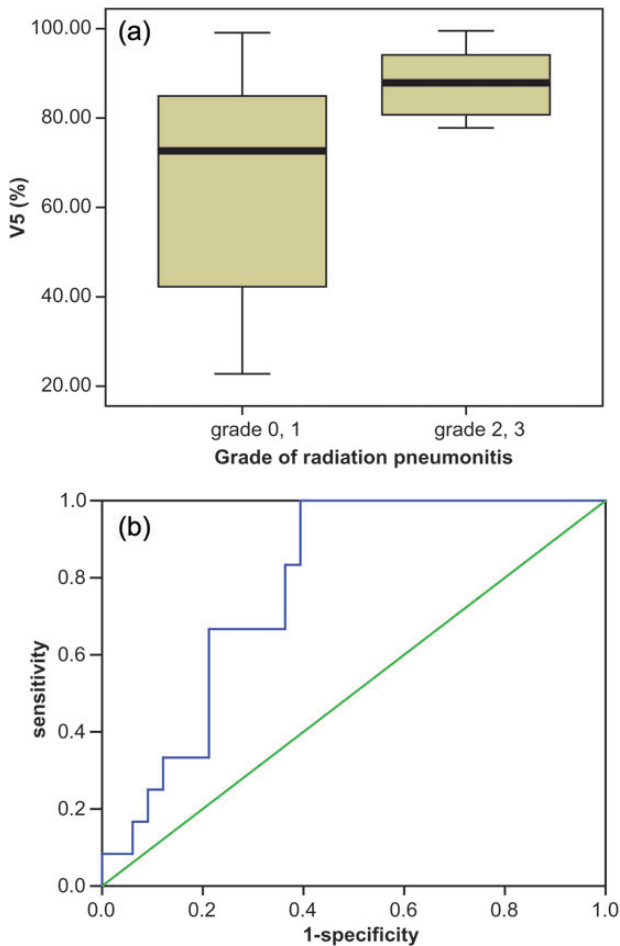 (a)
100.00
80.00
60.00
40.00
20.00
V5 (%)
grade 0, 1
grade 2, 3
Grade of radiation pneumonitis
(b)
1.0
0.8
0.6
0.4
0.2
0.0
sensitivity
0.0
0.2
0.4
0.6
0.8
1.0
1-specificity